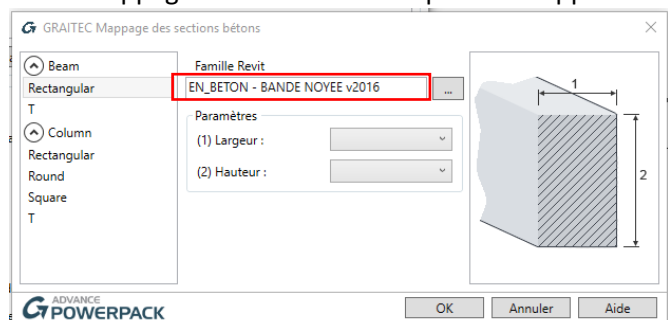 GRAITEC Mappage des sections bétons
Beam
Rectangular
T
Column
Rectangular
Round
Square
T
Famille Revit
EN_BETON - BANDE NOYEE v2016
...
Paramètres
(1) Largeur :
(2) Hauteur :
1
2
ADVANCE
POWERPACK
OK
Annuler
Aide